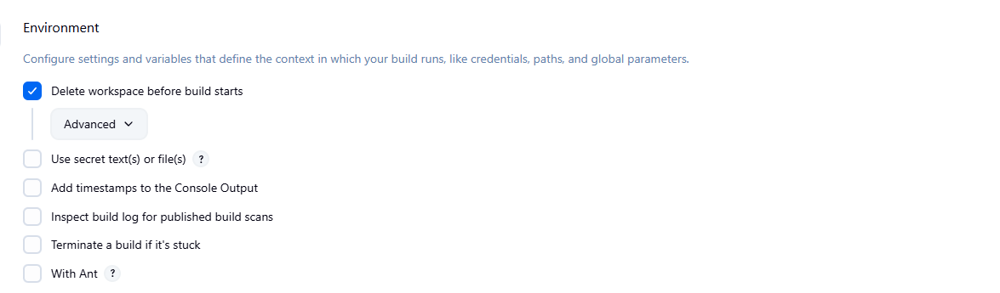 Environment
Configure settings and variables that define the context in which your build runs, like credentials, paths, and global parameters.
Delete workspace before build starts
Advanced
Use secret text(s) or file(s) ?
Add timestamps to the Console Output
Inspect build log for published build scans
Terminate a build if it's stuck
With Ant ?